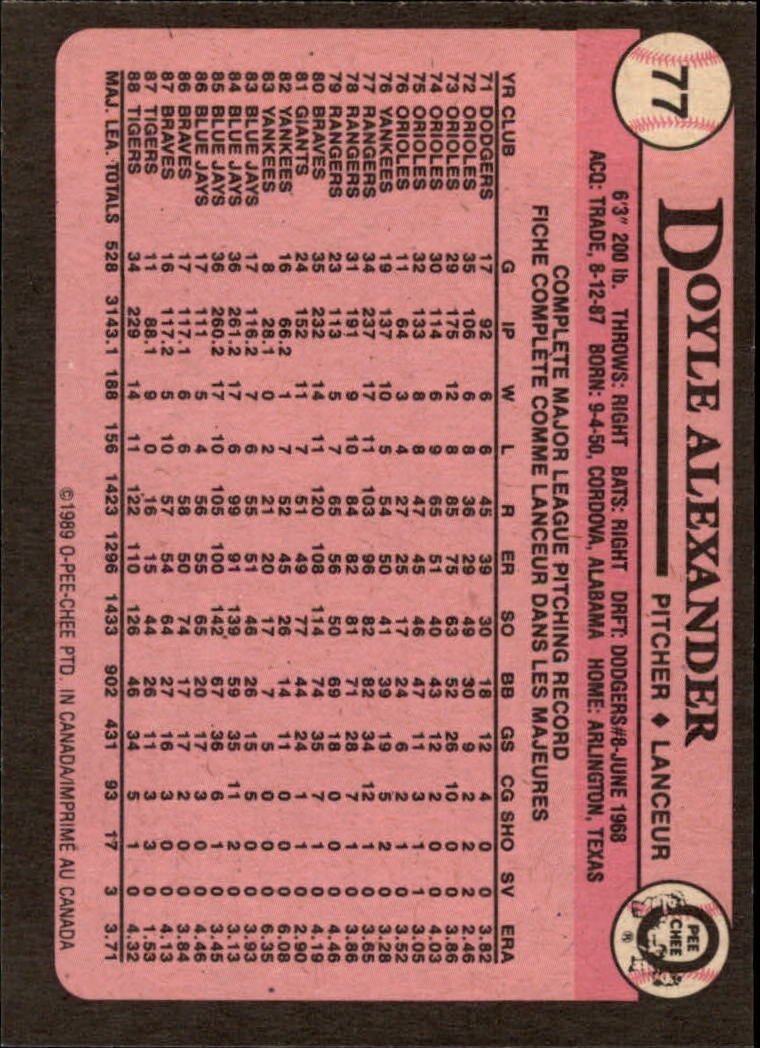 77
DOYLE ALEXANDER
PITCHER ♦ LANCEUR
O PEE CHEE ®
6'3" 200 lb. THROWS: RIGHT BATS: RIGHT DRFT: DODGERS#8-JUNE 1968
ACQ: TRADE, 8-12-87 BORN: 9-4-50, CORDOVA, ALABAMA HOME: ARLINGTON, TEXAS
COMPLETE MAJOR LEAGUE PITCHING RECORD
FICHE COMPLÈTE COMME LANCEUR DANS LES MAJEURES
YR CLUB G IP W L R ER SO BB GS CG SHO SV ERA
71 DODGERS 17 92 6 6 45 39 30 18 12 4 0 0 3.82
72 ORIOLES 35 106 6 8 36 29 49 30 9 2 2 2 2.46
73 ORIOLES 29 175 12 8 85 75 63 52 26 10 0 0 3.86
74 ORIOLES 30 114 6 9 65 51 40 43 12 2 0 0 4.03
75 ORIOLES 32 133 8 8 47 45 46 47 11 3 1 1 3.05
76 ORIOLES 11 64 3 4 27 25 17 24 6 2 1 0 3.52
76 YANKEES 19 137 10 5 54 50 41 39 19 5 2 0 3.28
77 RANGERS 34 237 17 11 103 96 82 82 34 12 1 0 3.65
78 RANGERS 31 191 9 10 84 82 81 71 28 7 1 0 3.86
79 RANGERS 23 113 5 7 65 56 50 69 18 0 0 0 4.46
80 BRAVES 35 232 14 11 120 108 114 74 35 7 1 0 4.19
81 GIANTS 24 152 11 7 51 49 77 44 24 1 1 0 2.90
82 YANKEES 16 66.2 1 7 52 45 26 14 11 0 0 0 6.08
83 YANKEES 8 28.1 0 2 21 20 17 7 5 0 0 0 6.35
83 BLUE JAYS 17 116.2 7 6 55 51 46 26 15 5 0 0 3.93
84 BLUE JAYS 36 261.2 17 6 99 91 139 59 35 11 2 0 3.13
85 BLUE JAYS 36 260.2 17 10 105 100 142 67 36 6 1 0 3.45
86 BLUE JAYS 17 111 5 4 56 55 65 20 17 3 0 0 4.46
86 BRAVES 17 117.1 6 6 58 50 74 17 17 2 0 0 3.84
87 BRAVES 16 117.2 5 10 57 54 64 27 16 3 0 0 4.13
87 TIGERS 11 88.1 9 0 16 15 44 26 11 3 3 0 1.53
88 TIGERS 34 229 14 11 122 110 126 46 34 5 1 0 4.32
MAJ. LEA. TOTALS 528 3143.1 188 156 1423 1296 1433 902 431 93 17 3 3.71
©1989 O-PEE-CHEE PTD. IN CANADA/IMPRIMÉ AU CANADA